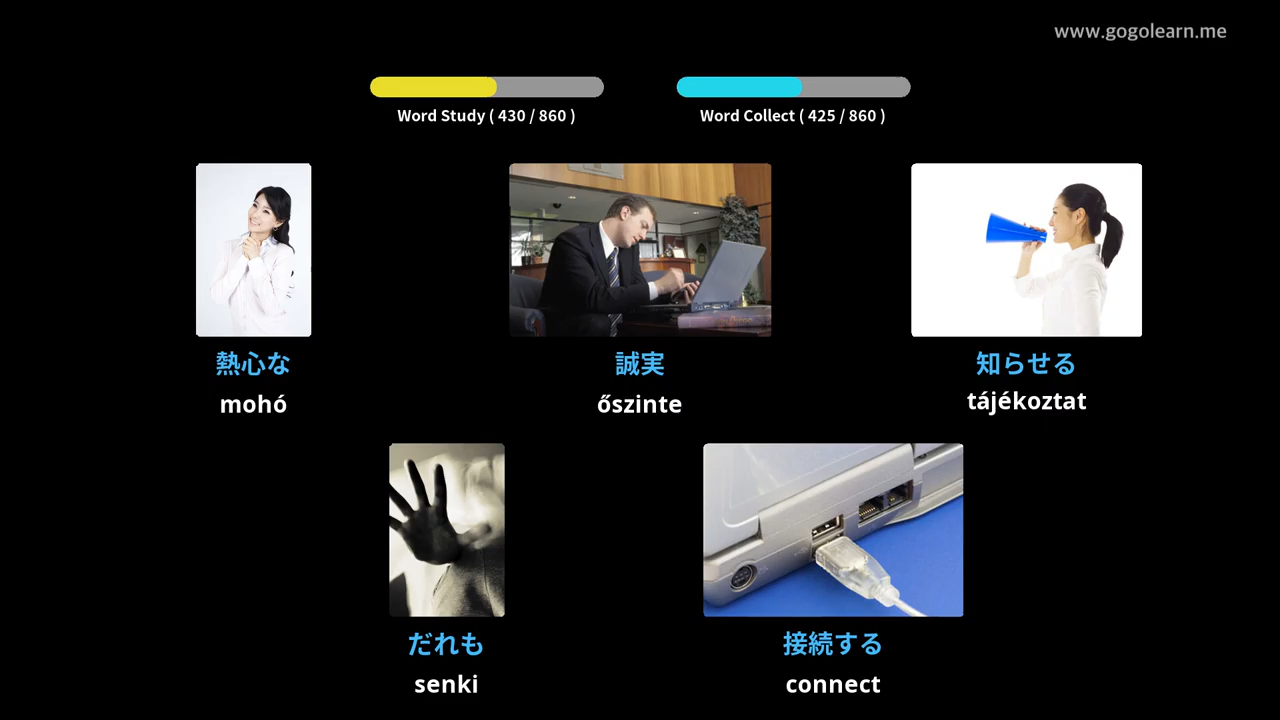 www.gogolearn.me
Word Study ( 430 / 860 )
Word Collect ( 425 / 860 )
熱心な
mohó
誠実
őszinte
知らせる
tájékoztat
だれも
senki
接続する
connect